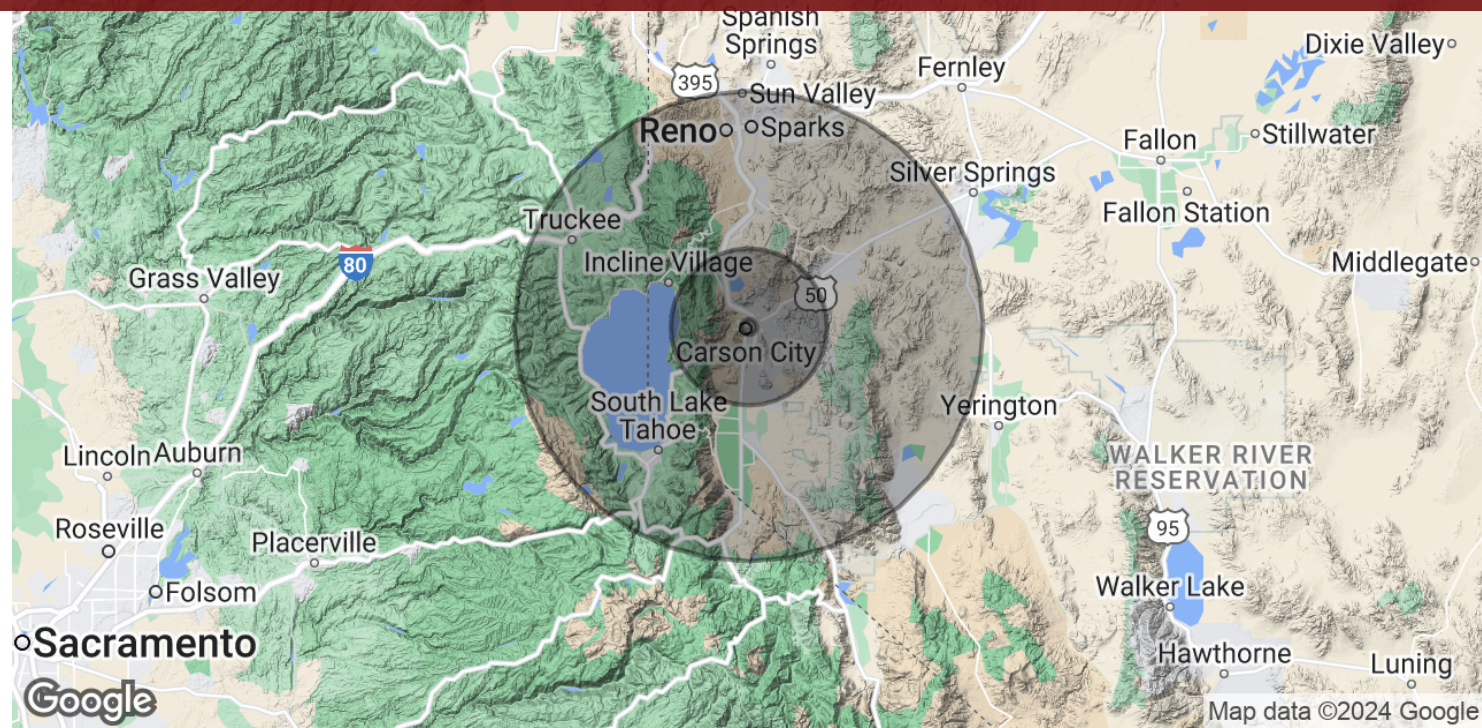 Spanish
Springs
Dixie Valley
Fernley
395
Sun Valley
Reno
Sparks
Fallon
Stillwater
Silver Springs
Fallon Station
Truckee
80
Incline Village
Middlegate
Grass Valley
50
Carson City
South Lake
Tahoe
Yerington
Lincoln
Auburn
WALKER RIVER
RESERVATION
Roseville
Placerville
95
Folsom
Walker Lake
Sacramento
Hawthorne
Luning
Google
Map data ©2024 Google